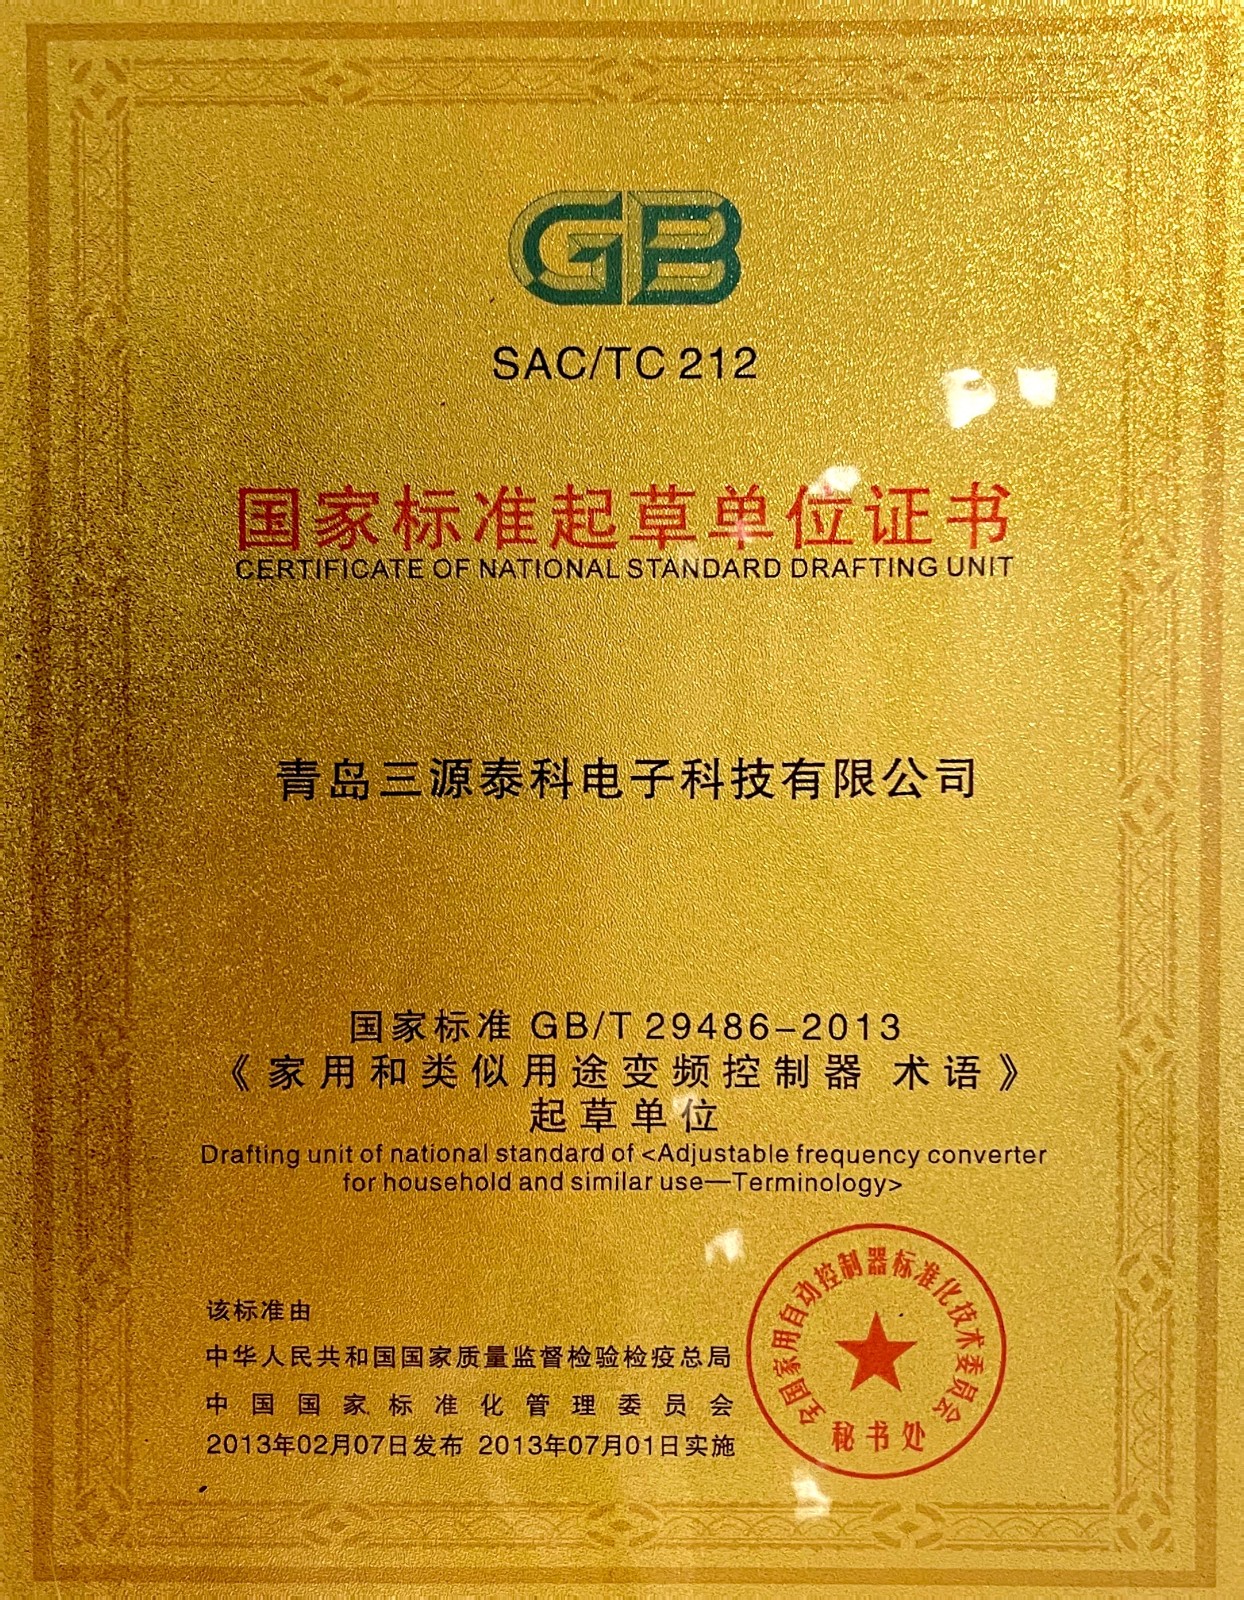 GB
SAC/TC 212
国家标准起草单位证书
CERTIFICATE OF NATIONAL STANDARD DRAFTING UNIT
青岛三源泰科电子科技有限公司
国家标准 GB/T 29486-2013
《家用和类似用途变频控制器 术语》
起草单位
Drafting unit of national standard of <Adjustable frequency converter
for household and similar use—Terminology>
该标准由
中华人民共和国国家质量监督检验检疫总局
中国国家标准化管理委员会
2013年02月07日发布 2013年07月01日实施
全国家用自动控制器标准化技术委员会
秘书处